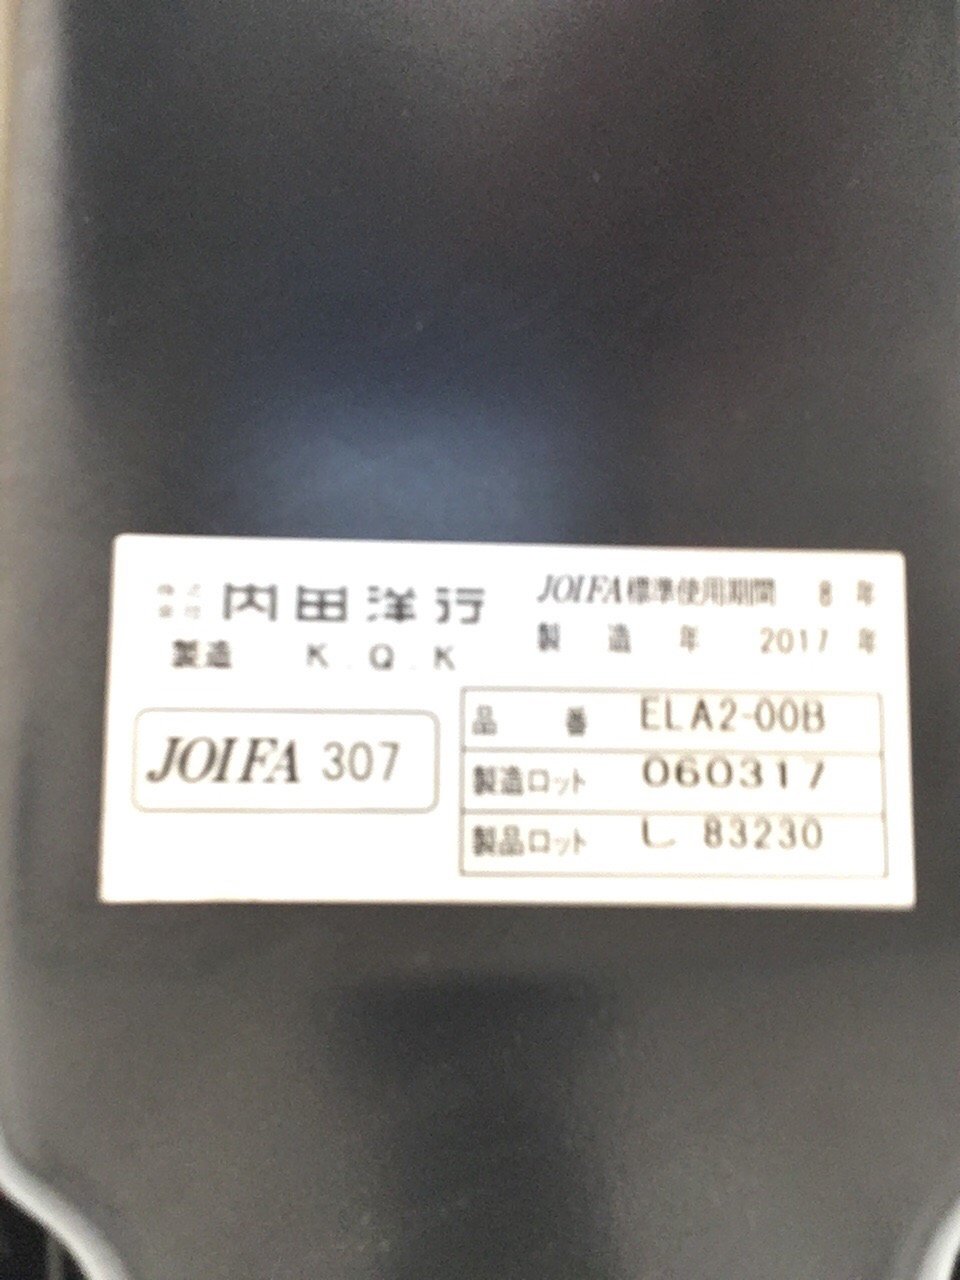 株式会社 内田洋行
製造 K.Q.K
JOIFA 307
JOIFA標準使用期間 8年
製造年 2017年
品番 ELA2-00B
製造ロット 060317
製品ロット し 83230